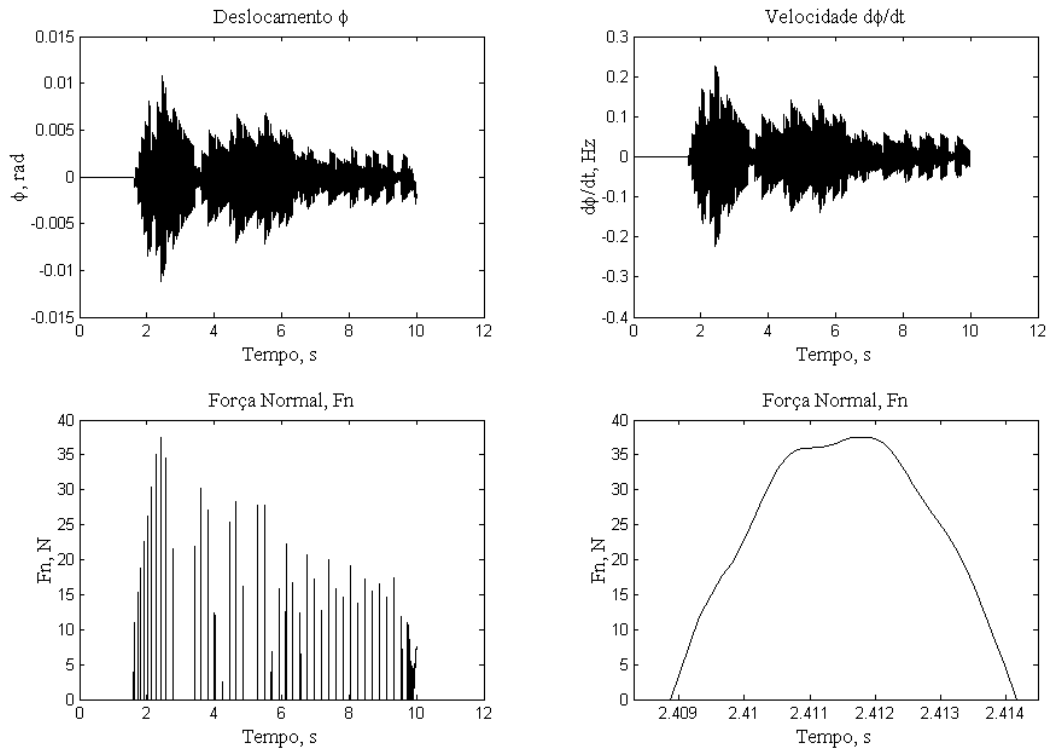 Deslocamento ϕ
0.015
0.01
0.005
0
-0.005
-0.01
-0.015
ϕ, rad
0 2 4 6 8 10 12
Tempo, s
Velocidade dϕ/dt
0.3
0.2
0.1
0
-0.1
-0.2
-0.3
-0.4
dϕ/dt, Hz
0 2 4 6 8 10 12
Tempo, s
Força Normal, Fn
40
35
30
25
20
15
10
5
0
Fn, N
0 2 4 6 8 10 12
Tempo, s
Força Normal, Fn
40
35
30
25
20
15
10
5
0
Fn, N
2.409 2.41 2.411 2.412 2.413 2.414
Tempo, s